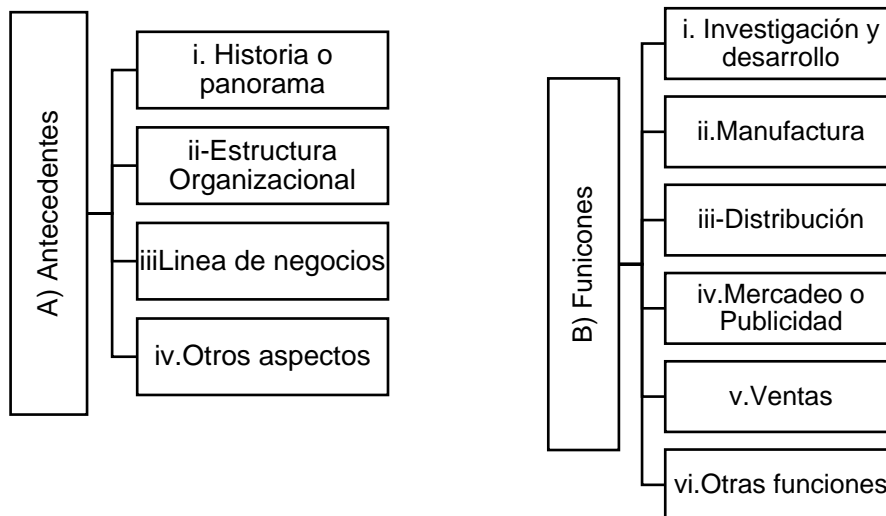 A) Antecedentes
i. Historia o
panorama
ii-Estructura
Organizacional
iiiLinea de negocios
iv.Otros aspectos
B) Funicones
i. Investigación y
desarrollo
ii.Manufactura
iii-Distribución
iv.Mercadeo o
Publicidad
v.Ventas
vi.Otras funciones